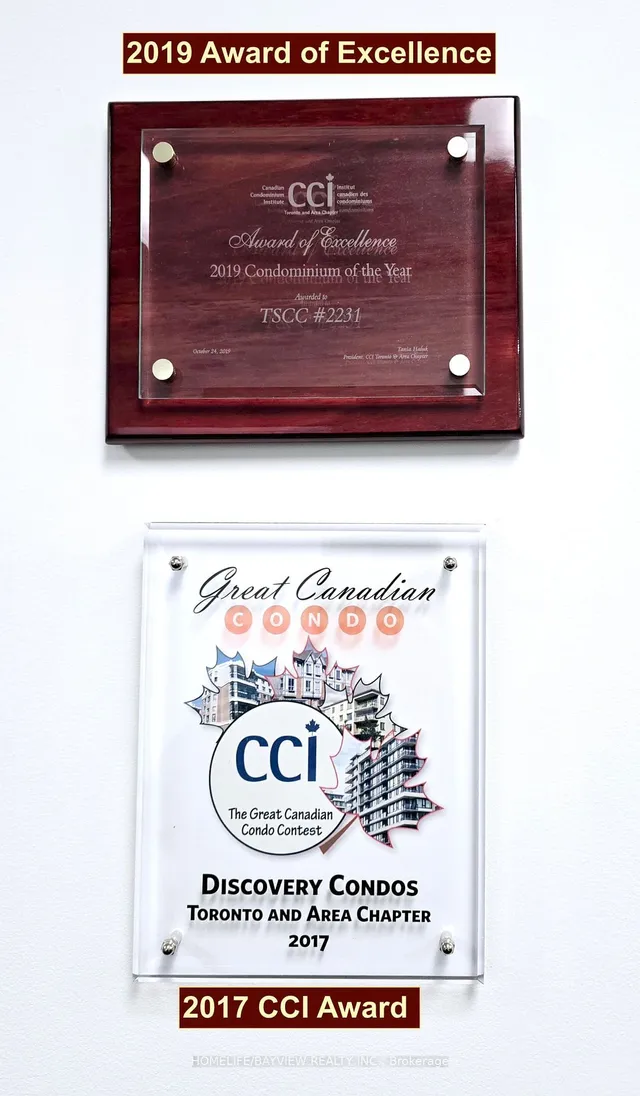 2019 Award of Excellence
Canadian
Condominium
Institute
CCI
Institut
canadien des
condominiums
Toronto and Area Chapter
Award of Excellence
2019 Condominium of the Year
Awarded to
TSCC #2231
October 24, 2019
President, CCI Toronto & Area Chapter
Great Canadian
CONDO
CCI
The Great Canadian
Condo Contest
DISCOVERY CONDOS
TORONTO AND AREA CHAPTER
2017
2017 CCI Award
HOMELIFE/BAYVIEW REALTY INC., Brokerage